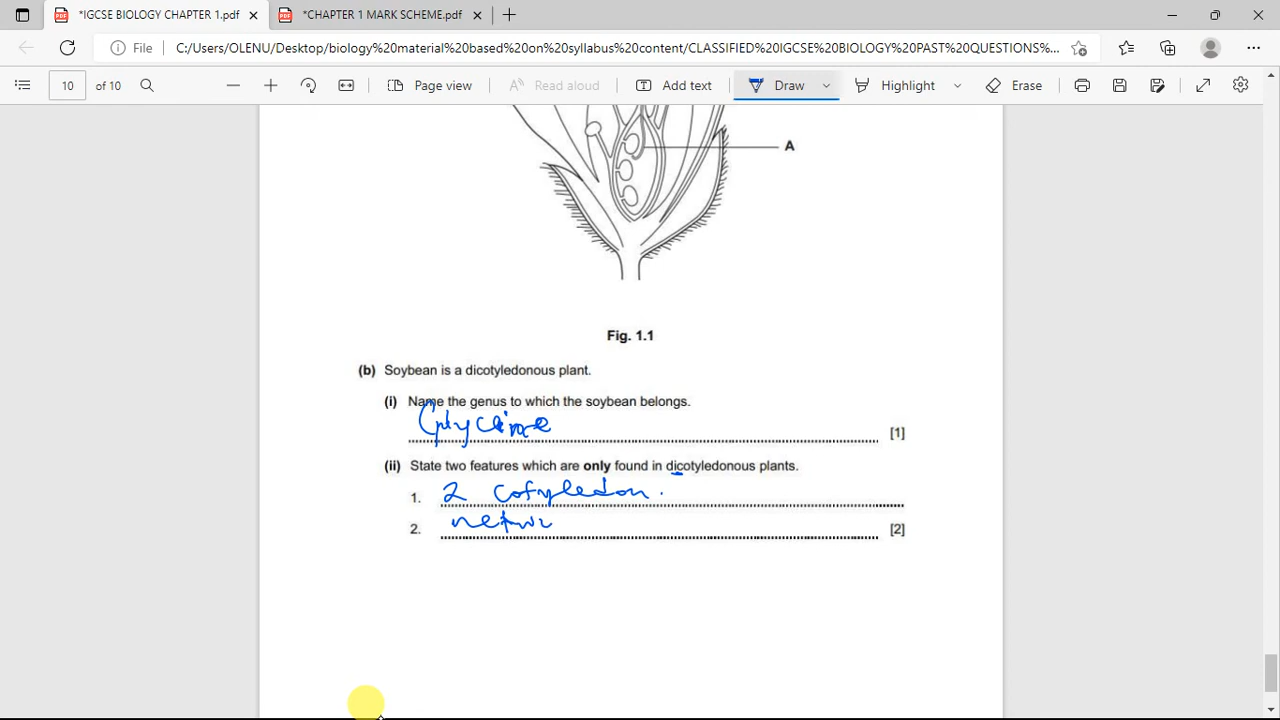 *IGCSE BIOLOGY CHAPTER 1.pdf
*CHAPTER 1 MARK SCHEME.pdf
File
C:/Users/OLENU/Desktop/biology%20material%20based%20on%20syllabus%20content/CLASSIFIED%20IGCSE%20BIOLOGY%20PAST%20QUESTIONS%...
10 of 10
Page view
Read aloud
Add text
Draw
Highlight
Erase
A
Fig. 1.1
(b) Soybean is a dicotyledonous plant.
(i) Name the genus to which the soybean belongs.
Glycine
[1]
(ii) State two features which are only found in dicotyledonous plants.
1. 2 cotyledon.
2. netwo
[2]